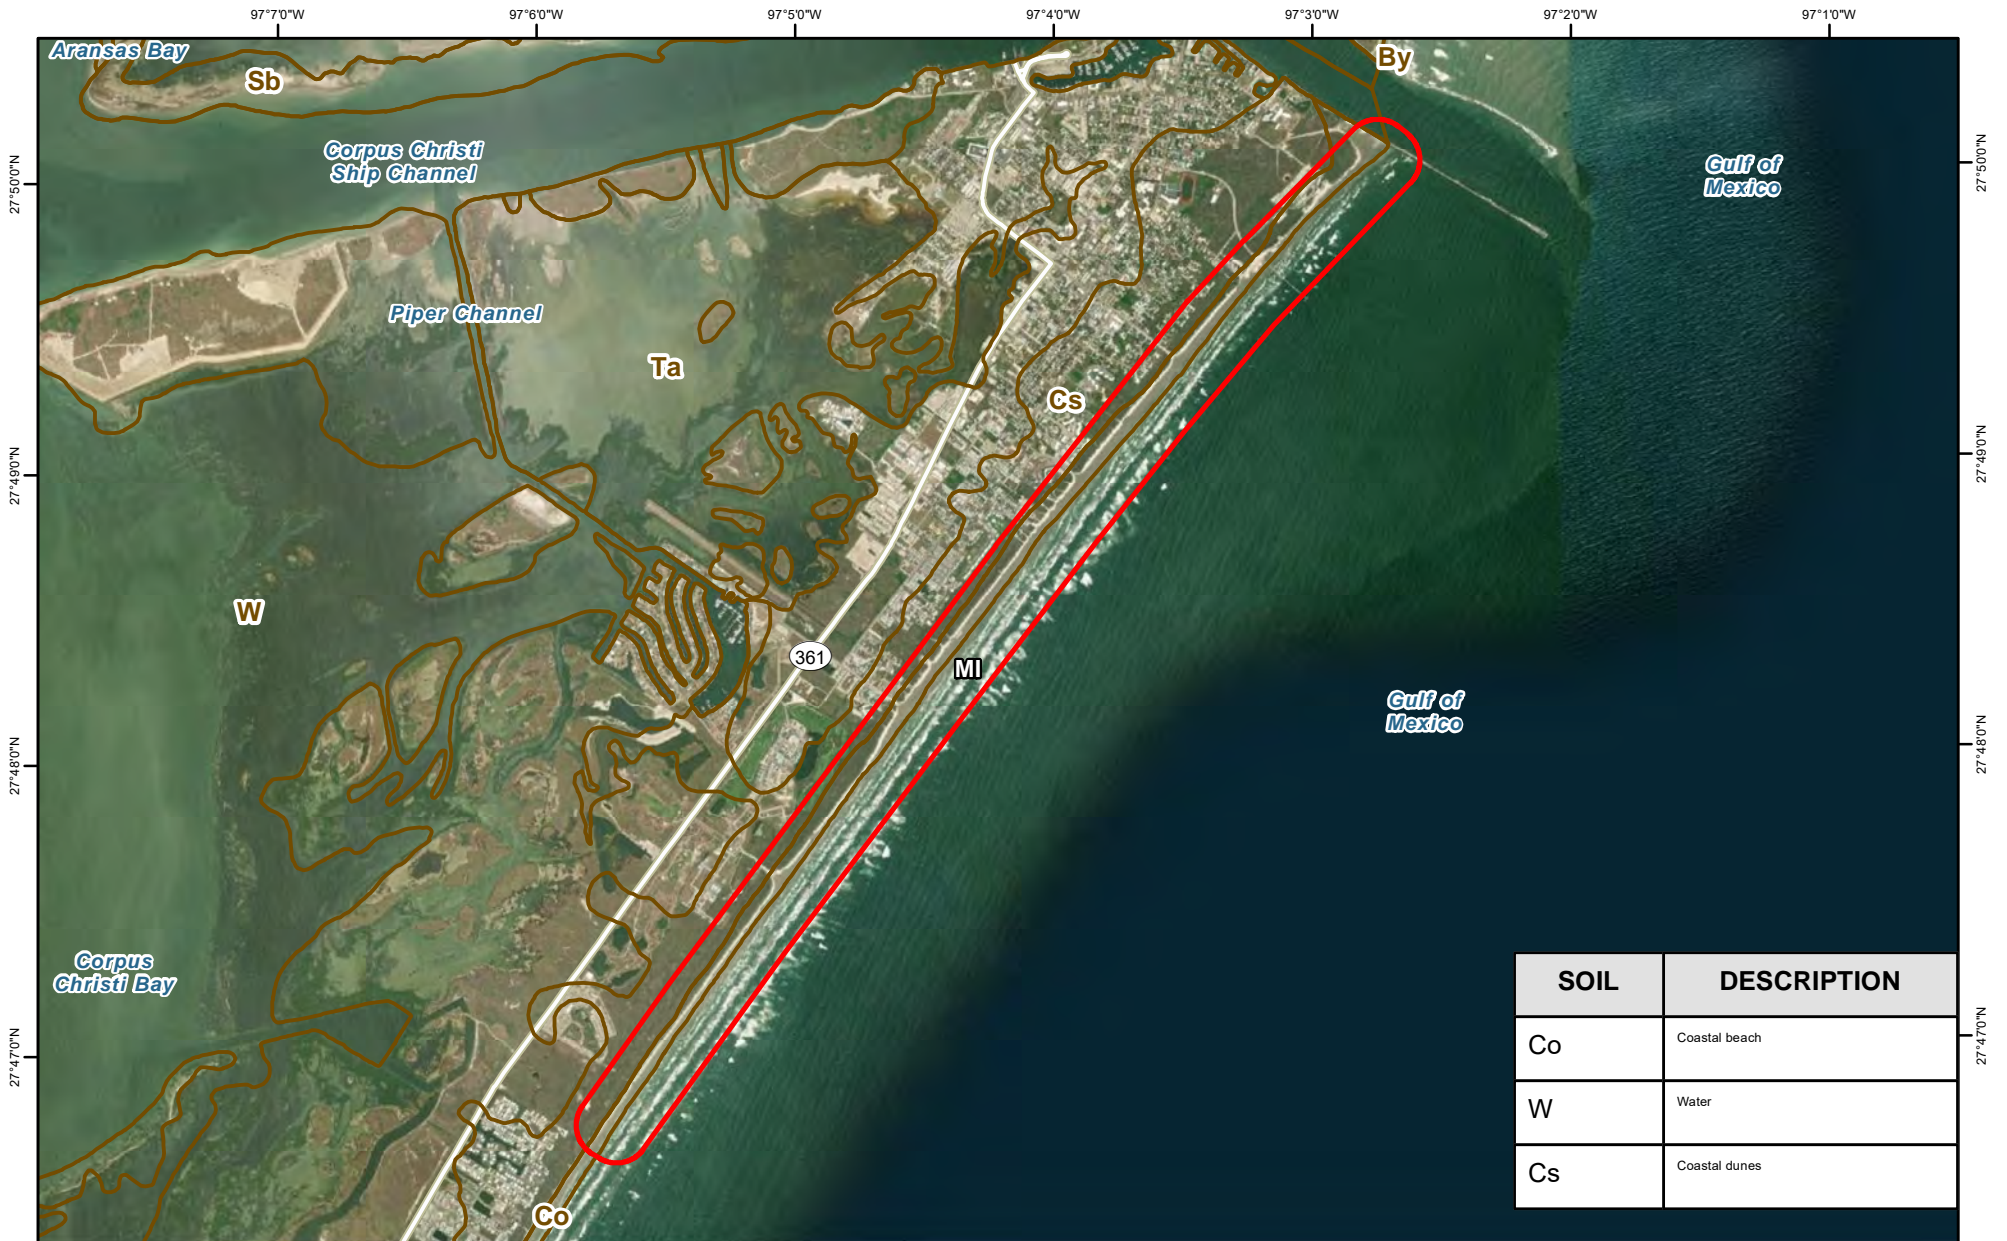 97°7'0"W 97°6'0"W 97°5'0"W 97°4'0"W 97°3'0"W 97°2'0"W 97°1'0"W
Aransas Bay
Sb
By
Corpus Christi
Ship Channel
Gulf of
Mexico
27°50'0"N
27°50'0"N
Piper Channel
Ta
Cs
27°49'0"N
27°49'0"N
W
361
MI
Gulf of
Mexico
27°48'0"N
27°48'0"N
Corpus
Christi Bay
SOIL DESCRIPTION
Co Coastal beach
W Water
Cs Coastal dunes
27°47'0"N
27°47'0"N
Co